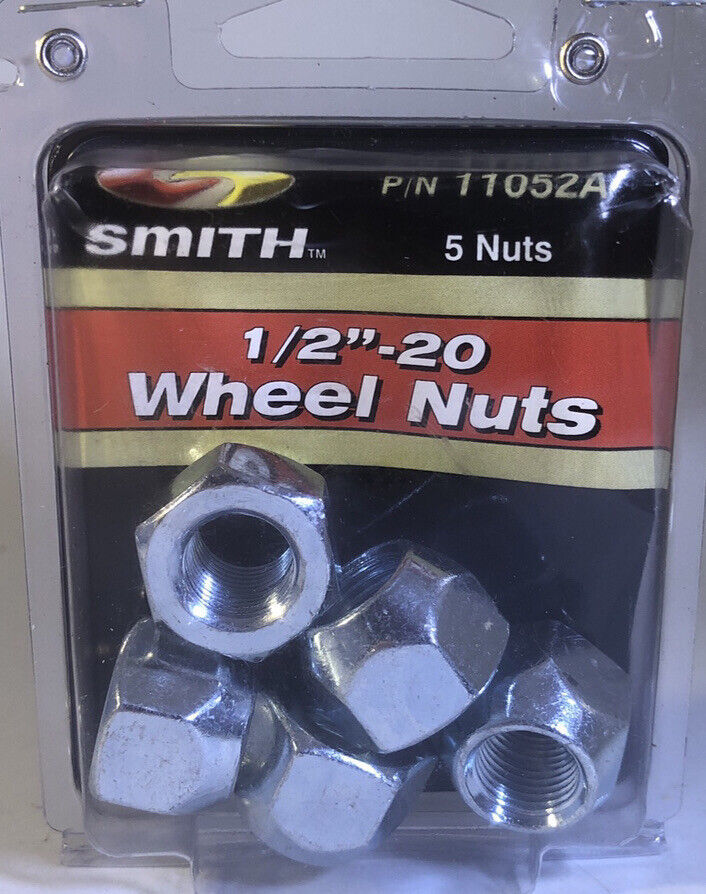 P/N 11052A
SMITH™
5 Nuts
1/2”-20
Wheel Nuts